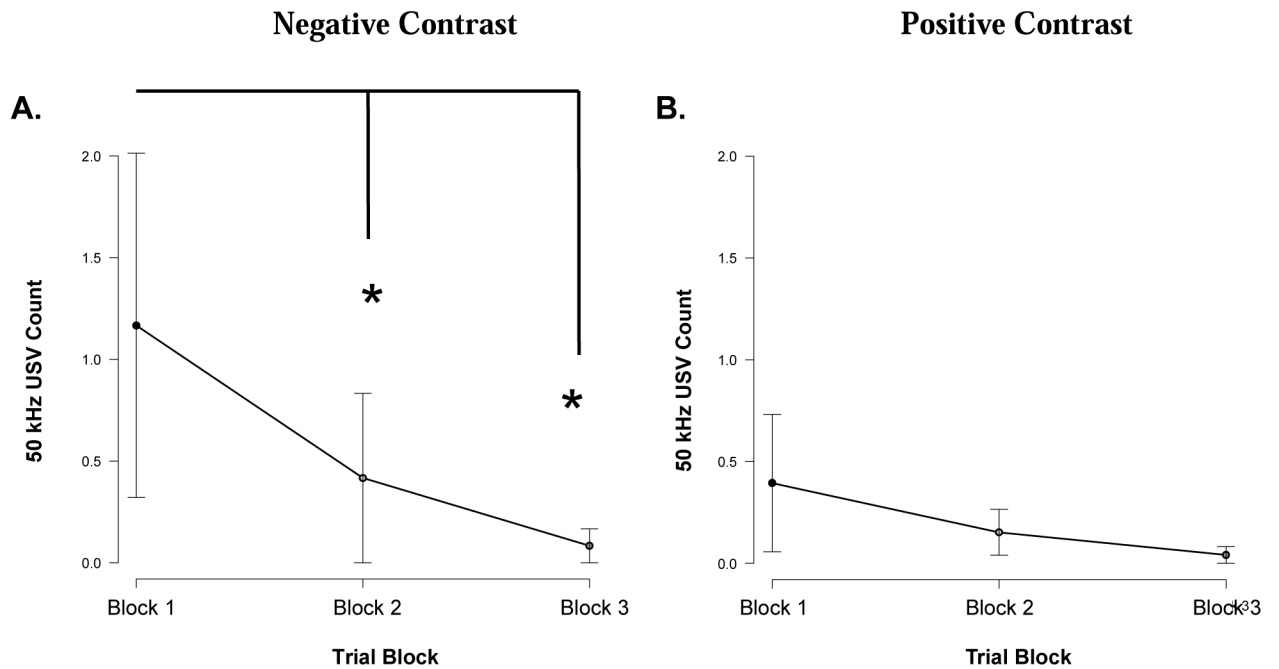 Negative Contrast
Positive Contrast
A.
B.
2.0
1.5
1.0
0.5
0.0
50 kHz USV Count
*
*
Block 1
Block 2
Block 3
Trial Block
2.0
1.5
1.0
0.5
0.0
50 kHz USV Count
Block 1
Block 2
Block 3
Trial Block